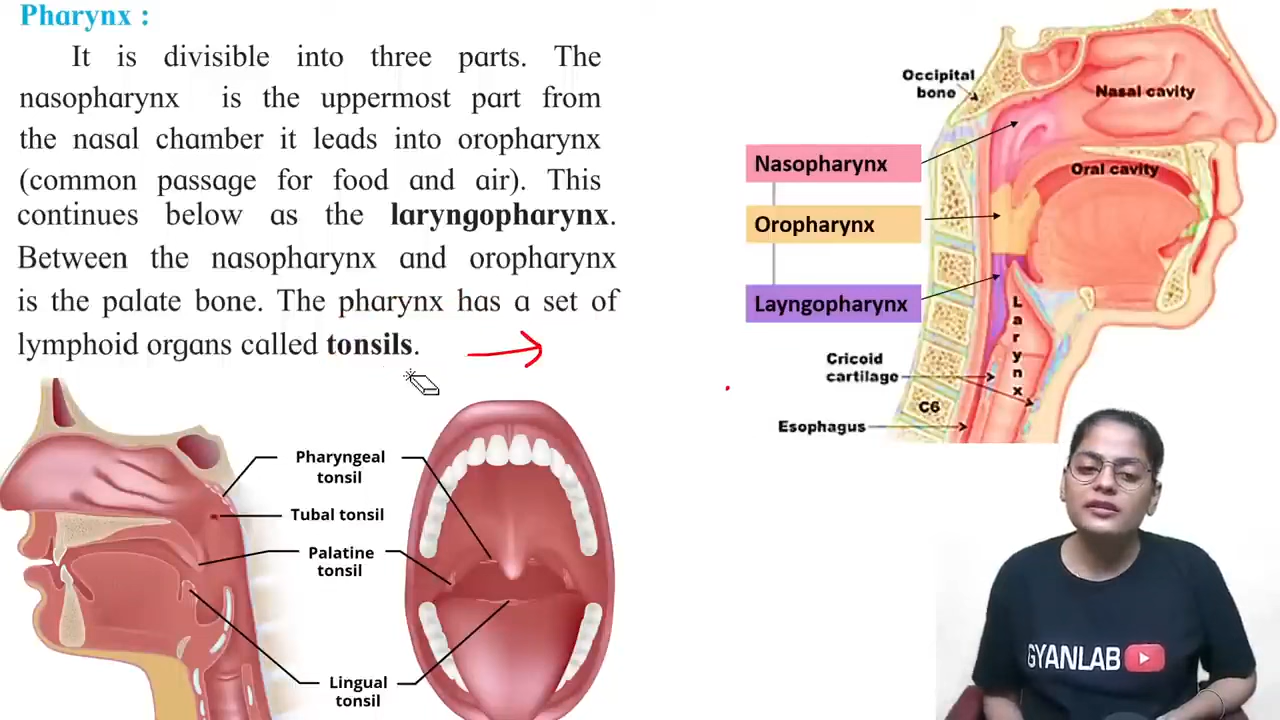 Pharynx :
It is divisible into three parts. The
nasopharynx is the uppermost part from
the nasal chamber it leads into oropharynx
(common passage for food and air). This
continues below as the laryngopharynx.
Between the nasopharynx and oropharynx
is the palate bone. The pharynx has a set of
lymphoid organs called tonsils.
Pharyngeal
tonsil
Tubal tonsil
Palatine
tonsil
Lingual
tonsil
Occipital
bone
Nasal cavity
Nasopharynx
Oral cavity
Oropharynx
Layngopharynx
Larynx
Cricoid
cartilage
C6
Esophagus
GYANLAB